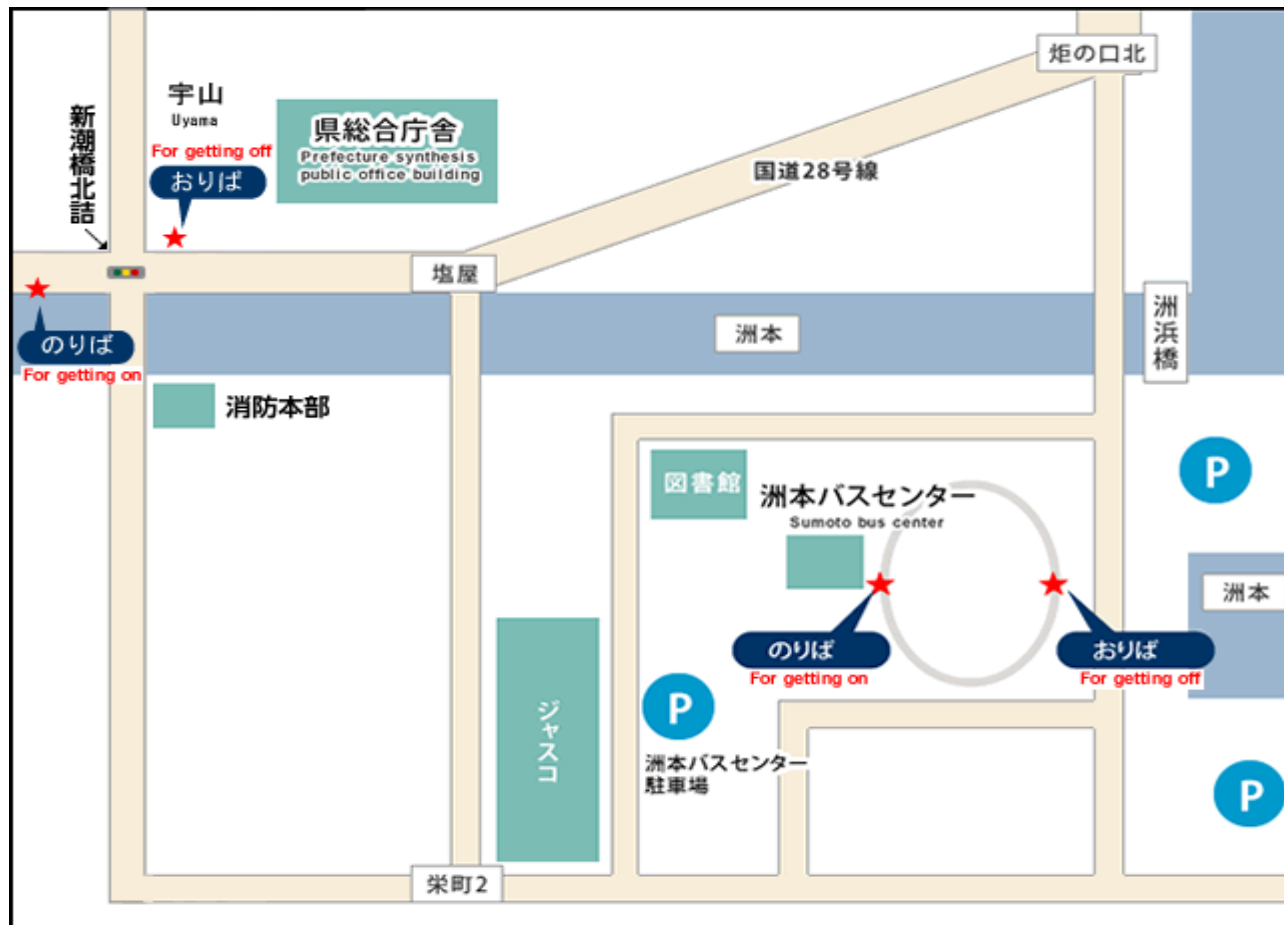 炬の口北
宇山
Uyama
新潮橋北詰
For getting off
おりば
県総合庁舎
Prefecture synthesis
public office building
国道28号線
塩屋
のりば
For getting on
洲本
洲浜橋
消防本部
図書館
洲本バスセンター
Sumoto bus center
P
洲本
のりば
For getting on
おりば
For getting off
ジャスコ
P
洲本バスセンター
駐車場
P
栄町2